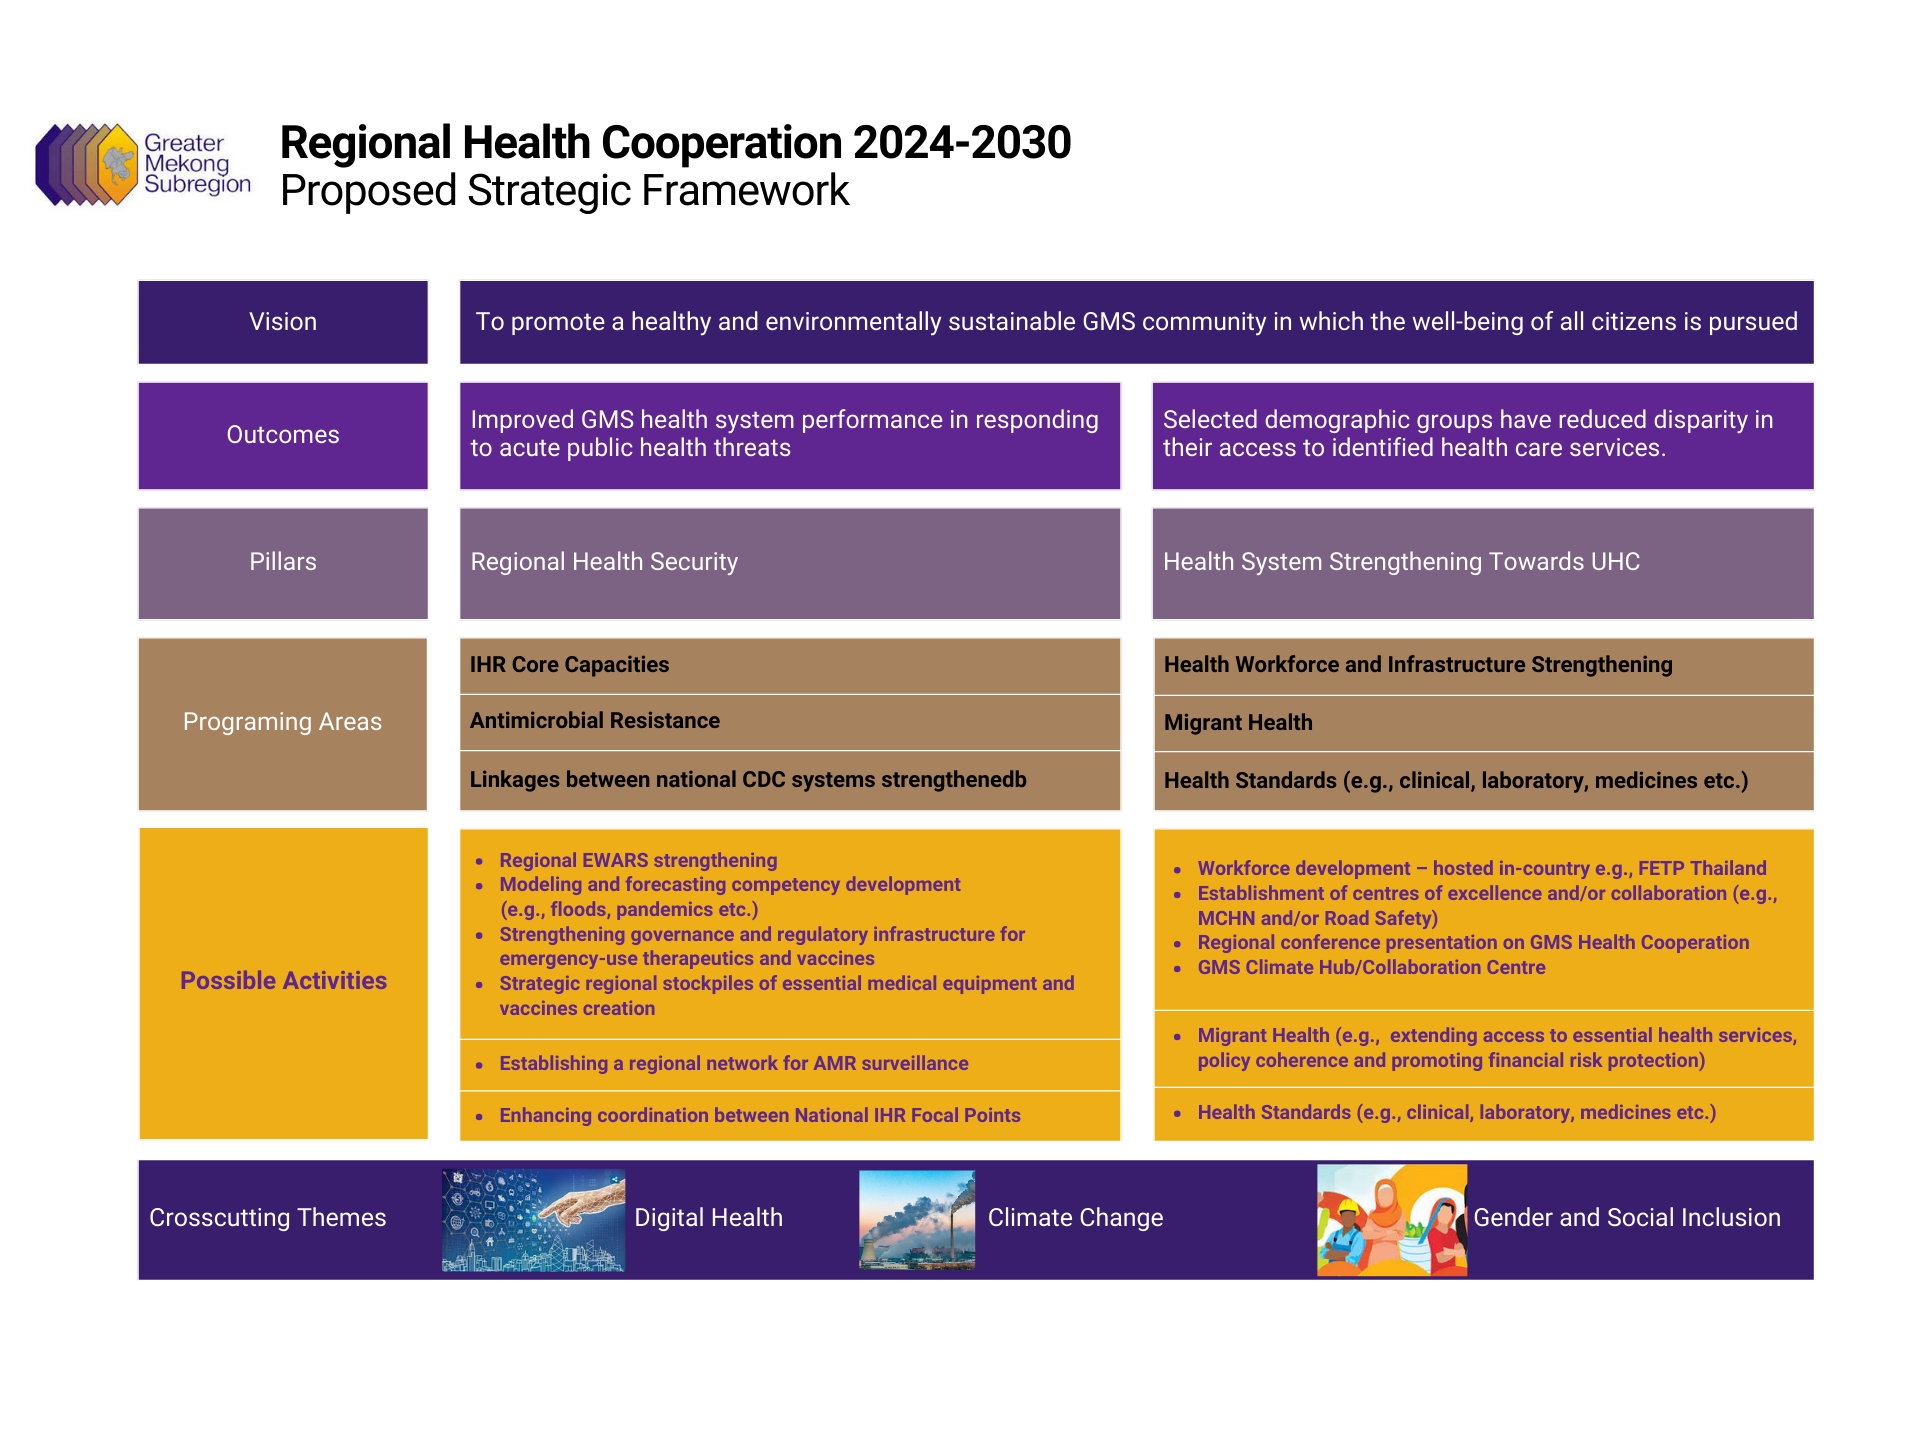 Greater
Mekong
Subregion
Regional Health Cooperation 2024-2030
Proposed Strategic Framework
Vision
To promote a healthy and environmentally sustainable GMS community in which the well-being of all citizens is pursued
Outcomes
Improved GMS health system performance in responding
to acute public health threats
Selected demographic groups have reduced disparity in
their access to identified health care services.
Pillars
Regional Health Security
Health System Strengthening Towards UHC
Programing Areas
IHR Core Capacities
Antimicrobial Resistance
Linkages between national CDC systems strengthenedb
Health Workforce and Infrastructure Strengthening
Migrant Health
Health Standards (e.g., clinical, laboratory, medicines etc.)
Possible Activities
• Regional EWARS strengthening
• Modeling and forecasting competency development
(e.g., floods, pandemics etc.)
• Strengthening governance and regulatory infrastructure for
emergency-use therapeutics and vaccines
• Strategic regional stockpiles of essential medical equipment and
vaccines creation
• Establishing a regional network for AMR surveillance
• Enhancing coordination between National IHR Focal Points
• Workforce development – hosted in-country e.g., FETP Thailand
• Establishment of centres of excellence and/or collaboration (e.g.,
MCHN and/or Road Safety)
• Regional conference presentation on GMS Health Cooperation
• GMS Climate Hub/Collaboration Centre
• Migrant Health (e.g., extending access to essential health services,
policy coherence and promoting financial risk protection)
• Health Standards (e.g., clinical, laboratory, medicines etc.)
Crosscutting Themes
Digital Health
Climate Change
Gender and Social Inclusion